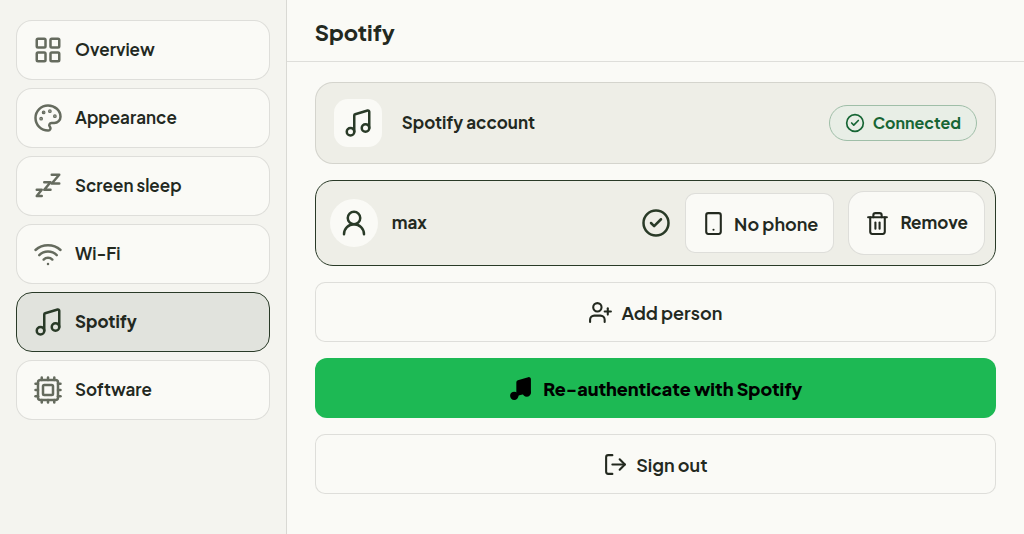 Overview
Appearance
Screen sleep
Wi-Fi
Spotify
Software
Spotify
Spotify account
Connected
max
No phone
Remove
Add person
Re-authenticate with Spotify
Sign out